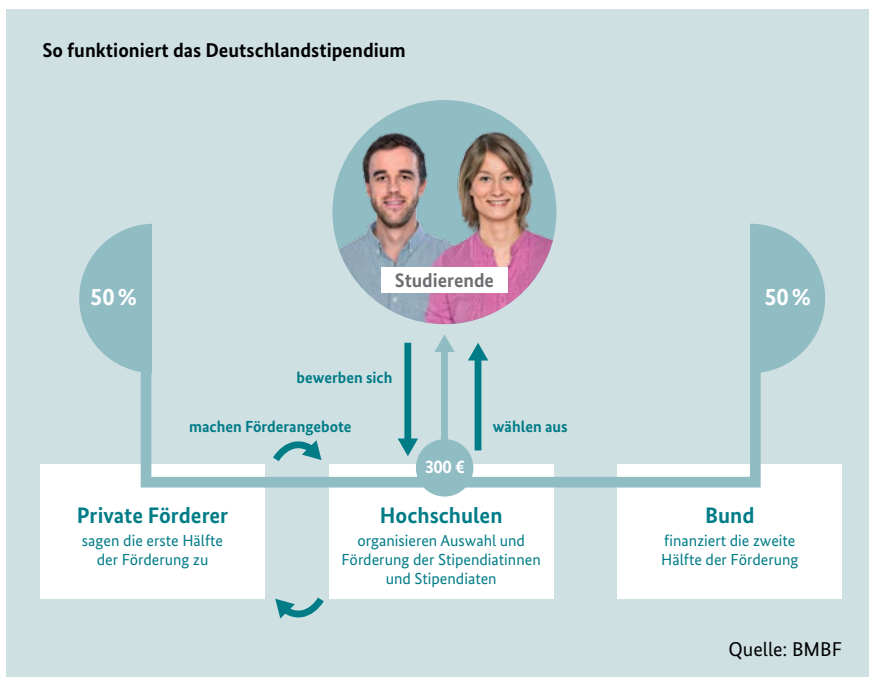 So funktioniert das Deutschlandstipendium
Studierende
50 %
50 %
bewerben sich
machen Förderangebote
wählen aus
300 €
Private Förderer
sagen die erste Hälfte
der Förderung zu
Hochschulen
organisieren Auswahl und
Förderung der Stipendiatinnen
und Stipendiaten
Bund
finanziert die zweite
Hälfte der Förderung
Quelle: BMBF